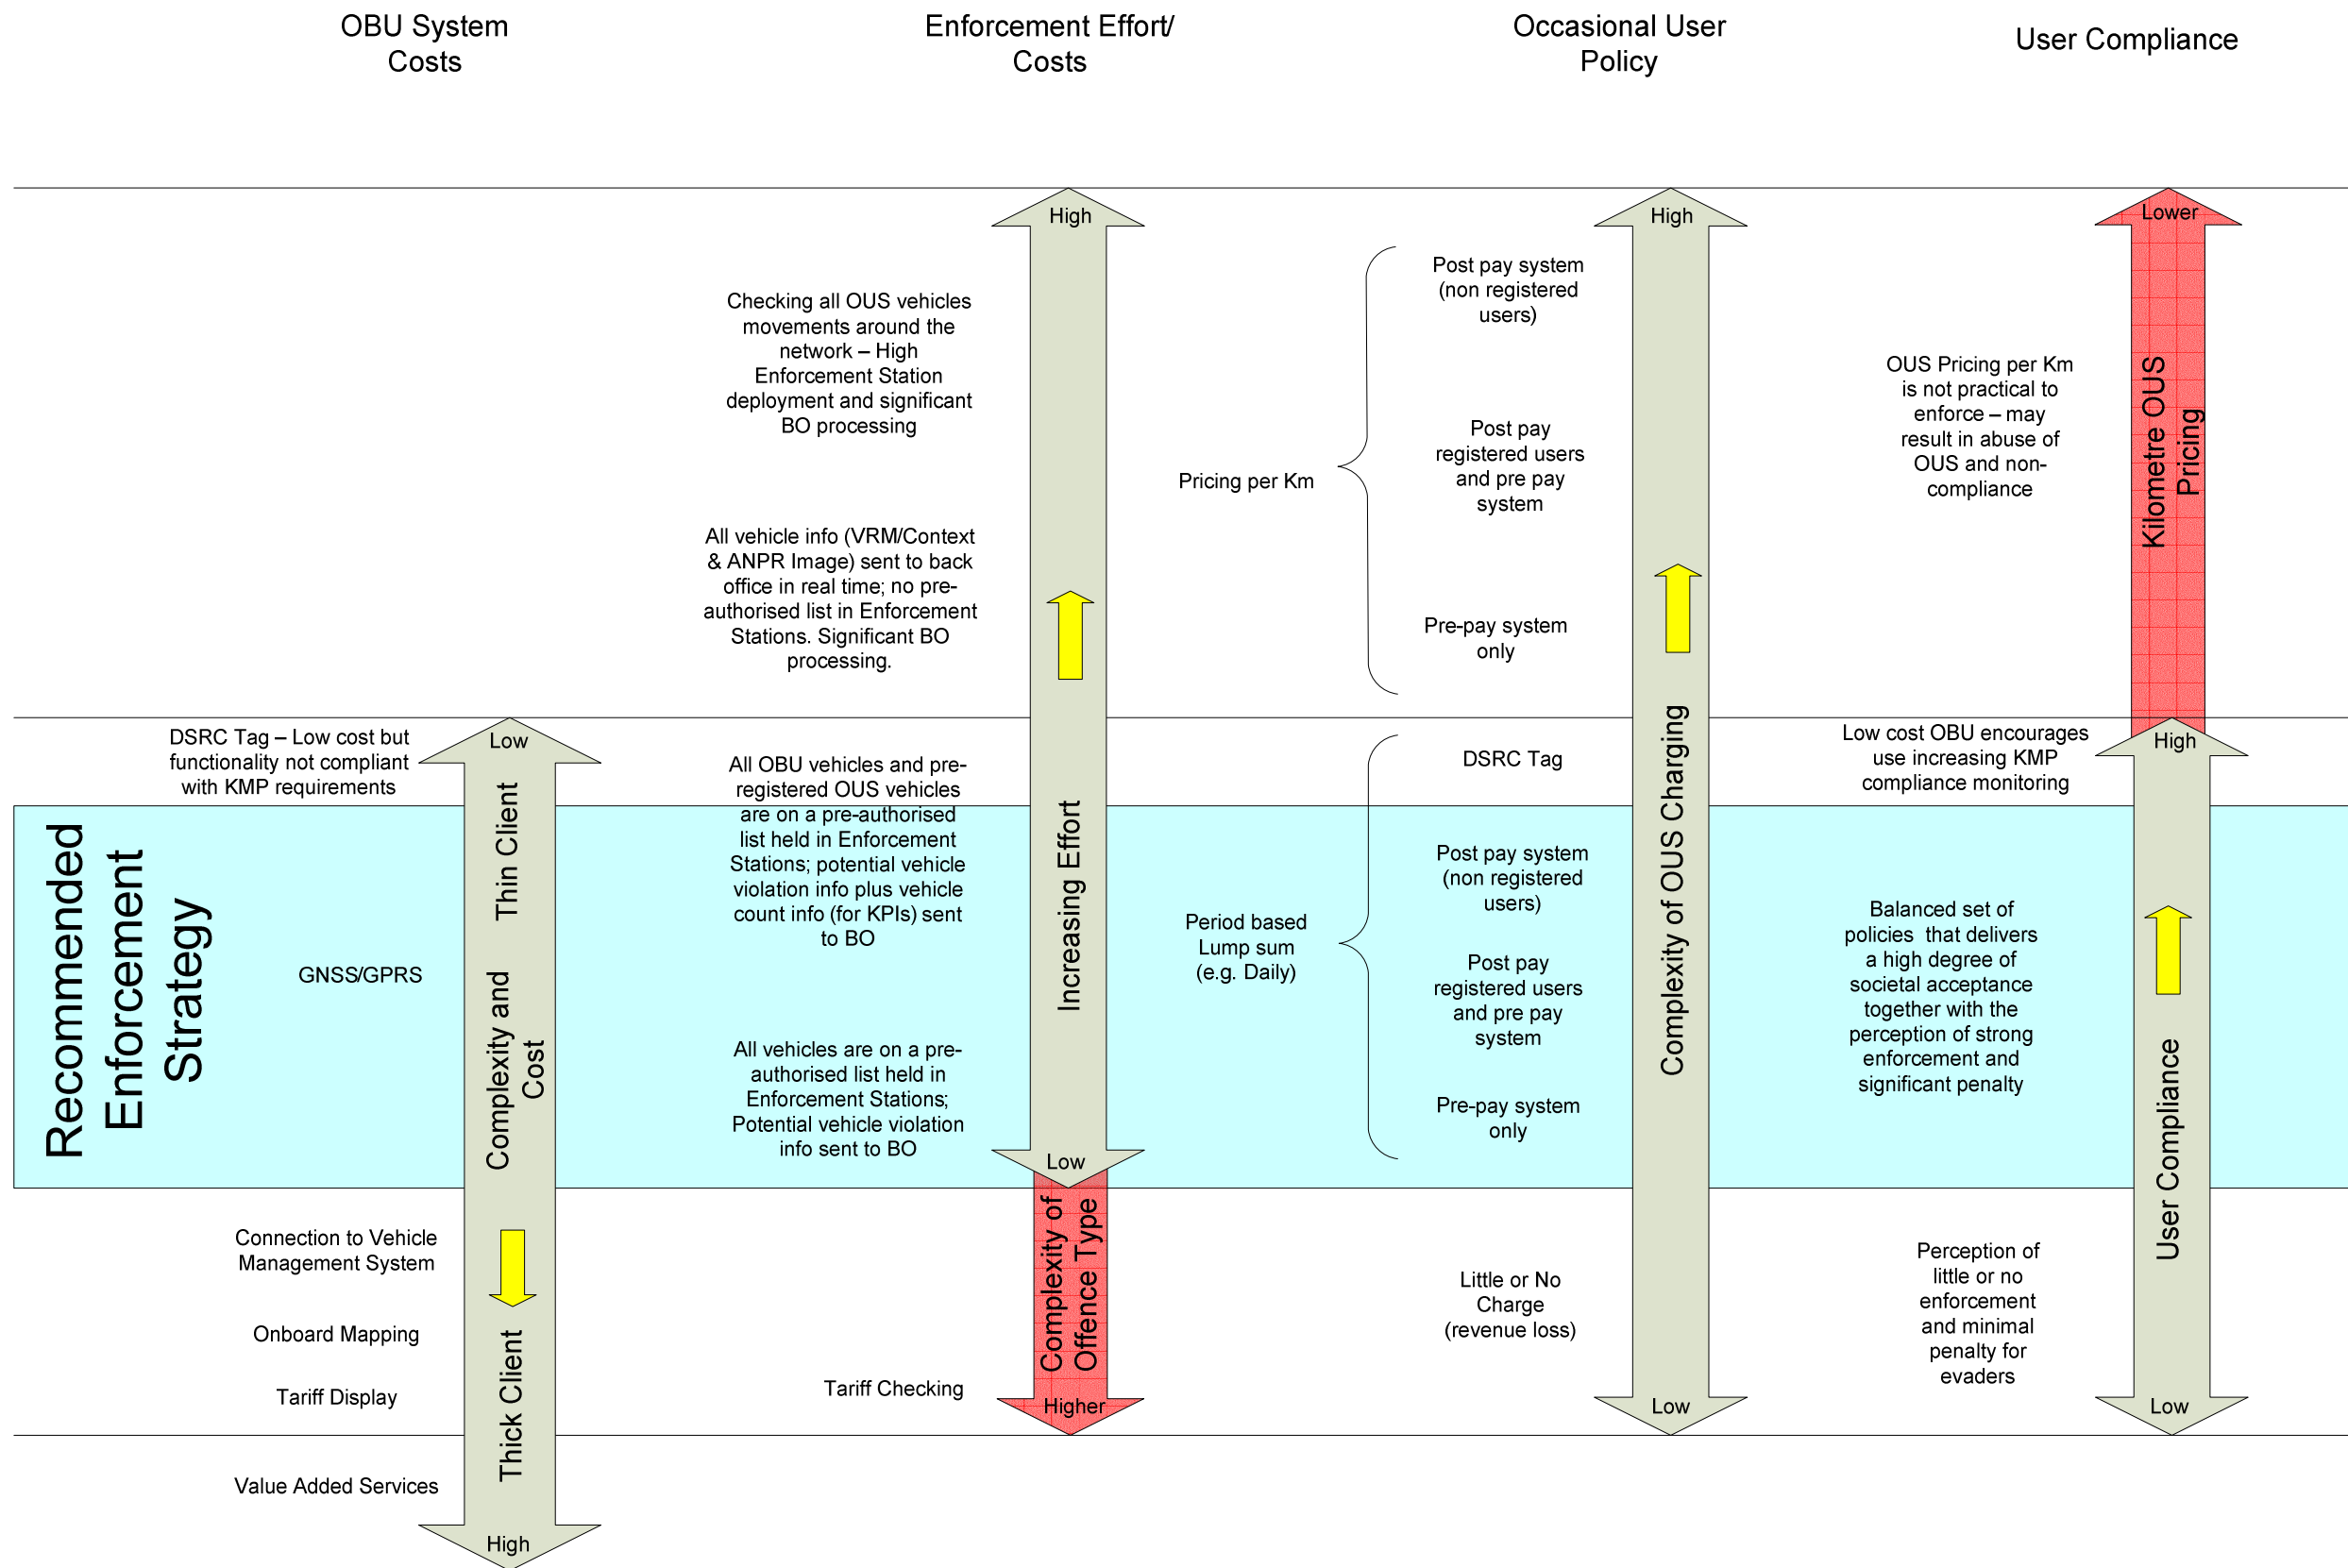 OBU System
Costs
Enforcement Effort/
Costs
Occasional User
Policy
User Compliance
High
High
Lower
Checking all OUS vehicles
movements around the
network – High
Enforcement Station
deployment and significant
BO processing
All vehicle info (VRM/Context
& ANPR Image) sent to back
office in real time; no pre-
authorised list in Enforcement
Stations. Significant BO
processing.
Pricing per Km
Post pay system
(non registered
users)
Post pay
registered users
and pre pay
system
Pre-pay system
only
OUS Pricing per Km
is not practical to
enforce – may
result in abuse of
OUS and non-
compliance
Kilometre OUS
Pricing
DSRC Tag – Low cost but
functionality not compliant
with KMP requirements
Low
Thin Client
Complexity and
Cost
Thick Client
High
All OBU vehicles and pre-
registered OUS vehicles
are on a pre-authorised
list held in Enforcement
Stations; potential vehicle
violation info plus vehicle
count info (for KPIs) sent
to BO
Increasing Effort
DSRC Tag
Complexity of OUS Charging
Low cost OBU encourages
use increasing KMP
compliance monitoring
High
Recommended
Enforcement
Strategy
GNSS/GPRS
All vehicles are on a pre-
authorised list held in
Enforcement Stations;
Potential vehicle violation
info sent to BO
Low
Period based
Lump sum
(e.g. Daily)
Post pay system
(non registered
users)
Post pay
registered users
and pre pay
system
Pre-pay system
only
Balanced set of
policies that delivers
a high degree of
societal acceptance
together with the
perception of strong
enforcement and
significant penalty
User Compliance
Connection to Vehicle
Management System
Onboard Mapping
Tariff Display
Value Added Services
Complexity of
Offence Type
Tariff Checking
Higher
Little or No
Charge
(revenue loss)
Low
Perception of
little or no
enforcement
and minimal
penalty for
evaders
Low